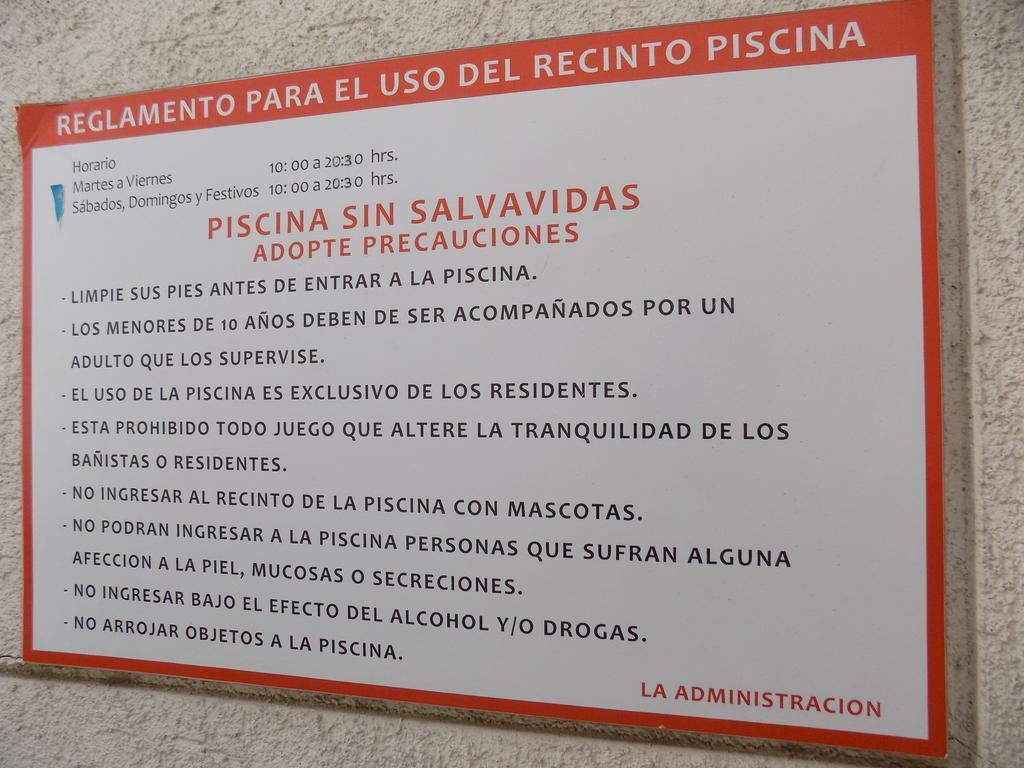 REGLAMENTO PARA EL USO DEL RECINTO PISCINA
Horario
Martes a Viernes 10: 00 a 20:30 hrs.
Sábados, Domingos y Festivos 10: 00 a 20:30 hrs.
PISCINA SIN SALVAVIDAS
ADOPTE PRECAUCIONES
- LIMPIE SUS PIES ANTES DE ENTRAR A LA PISCINA.
- LOS MENORES DE 10 AÑOS DEBEN DE SER ACOMPAÑADOS POR UN
ADULTO QUE LOS SUPERVISE.
- EL USO DE LA PISCINA ES EXCLUSIVO DE LOS RESIDENTES.
- ESTA PROHIBIDO TODO JUEGO QUE ALTERE LA TRANQUILIDAD DE LOS
BAÑISTAS O RESIDENTES.
- NO INGRESAR AL RECINTO DE LA PISCINA CON MASCOTAS.
- NO PODRAN INGRESAR A LA PISCINA PERSONAS QUE SUFRAN ALGUNA
AFECCION A LA PIEL, MUCOSAS O SECRECIONES.
- NO INGRESAR BAJO EL EFECTO DEL ALCOHOL Y/O DROGAS.
- NO ARROJAR OBJETOS A LA PISCINA.
LA ADMINISTRACION